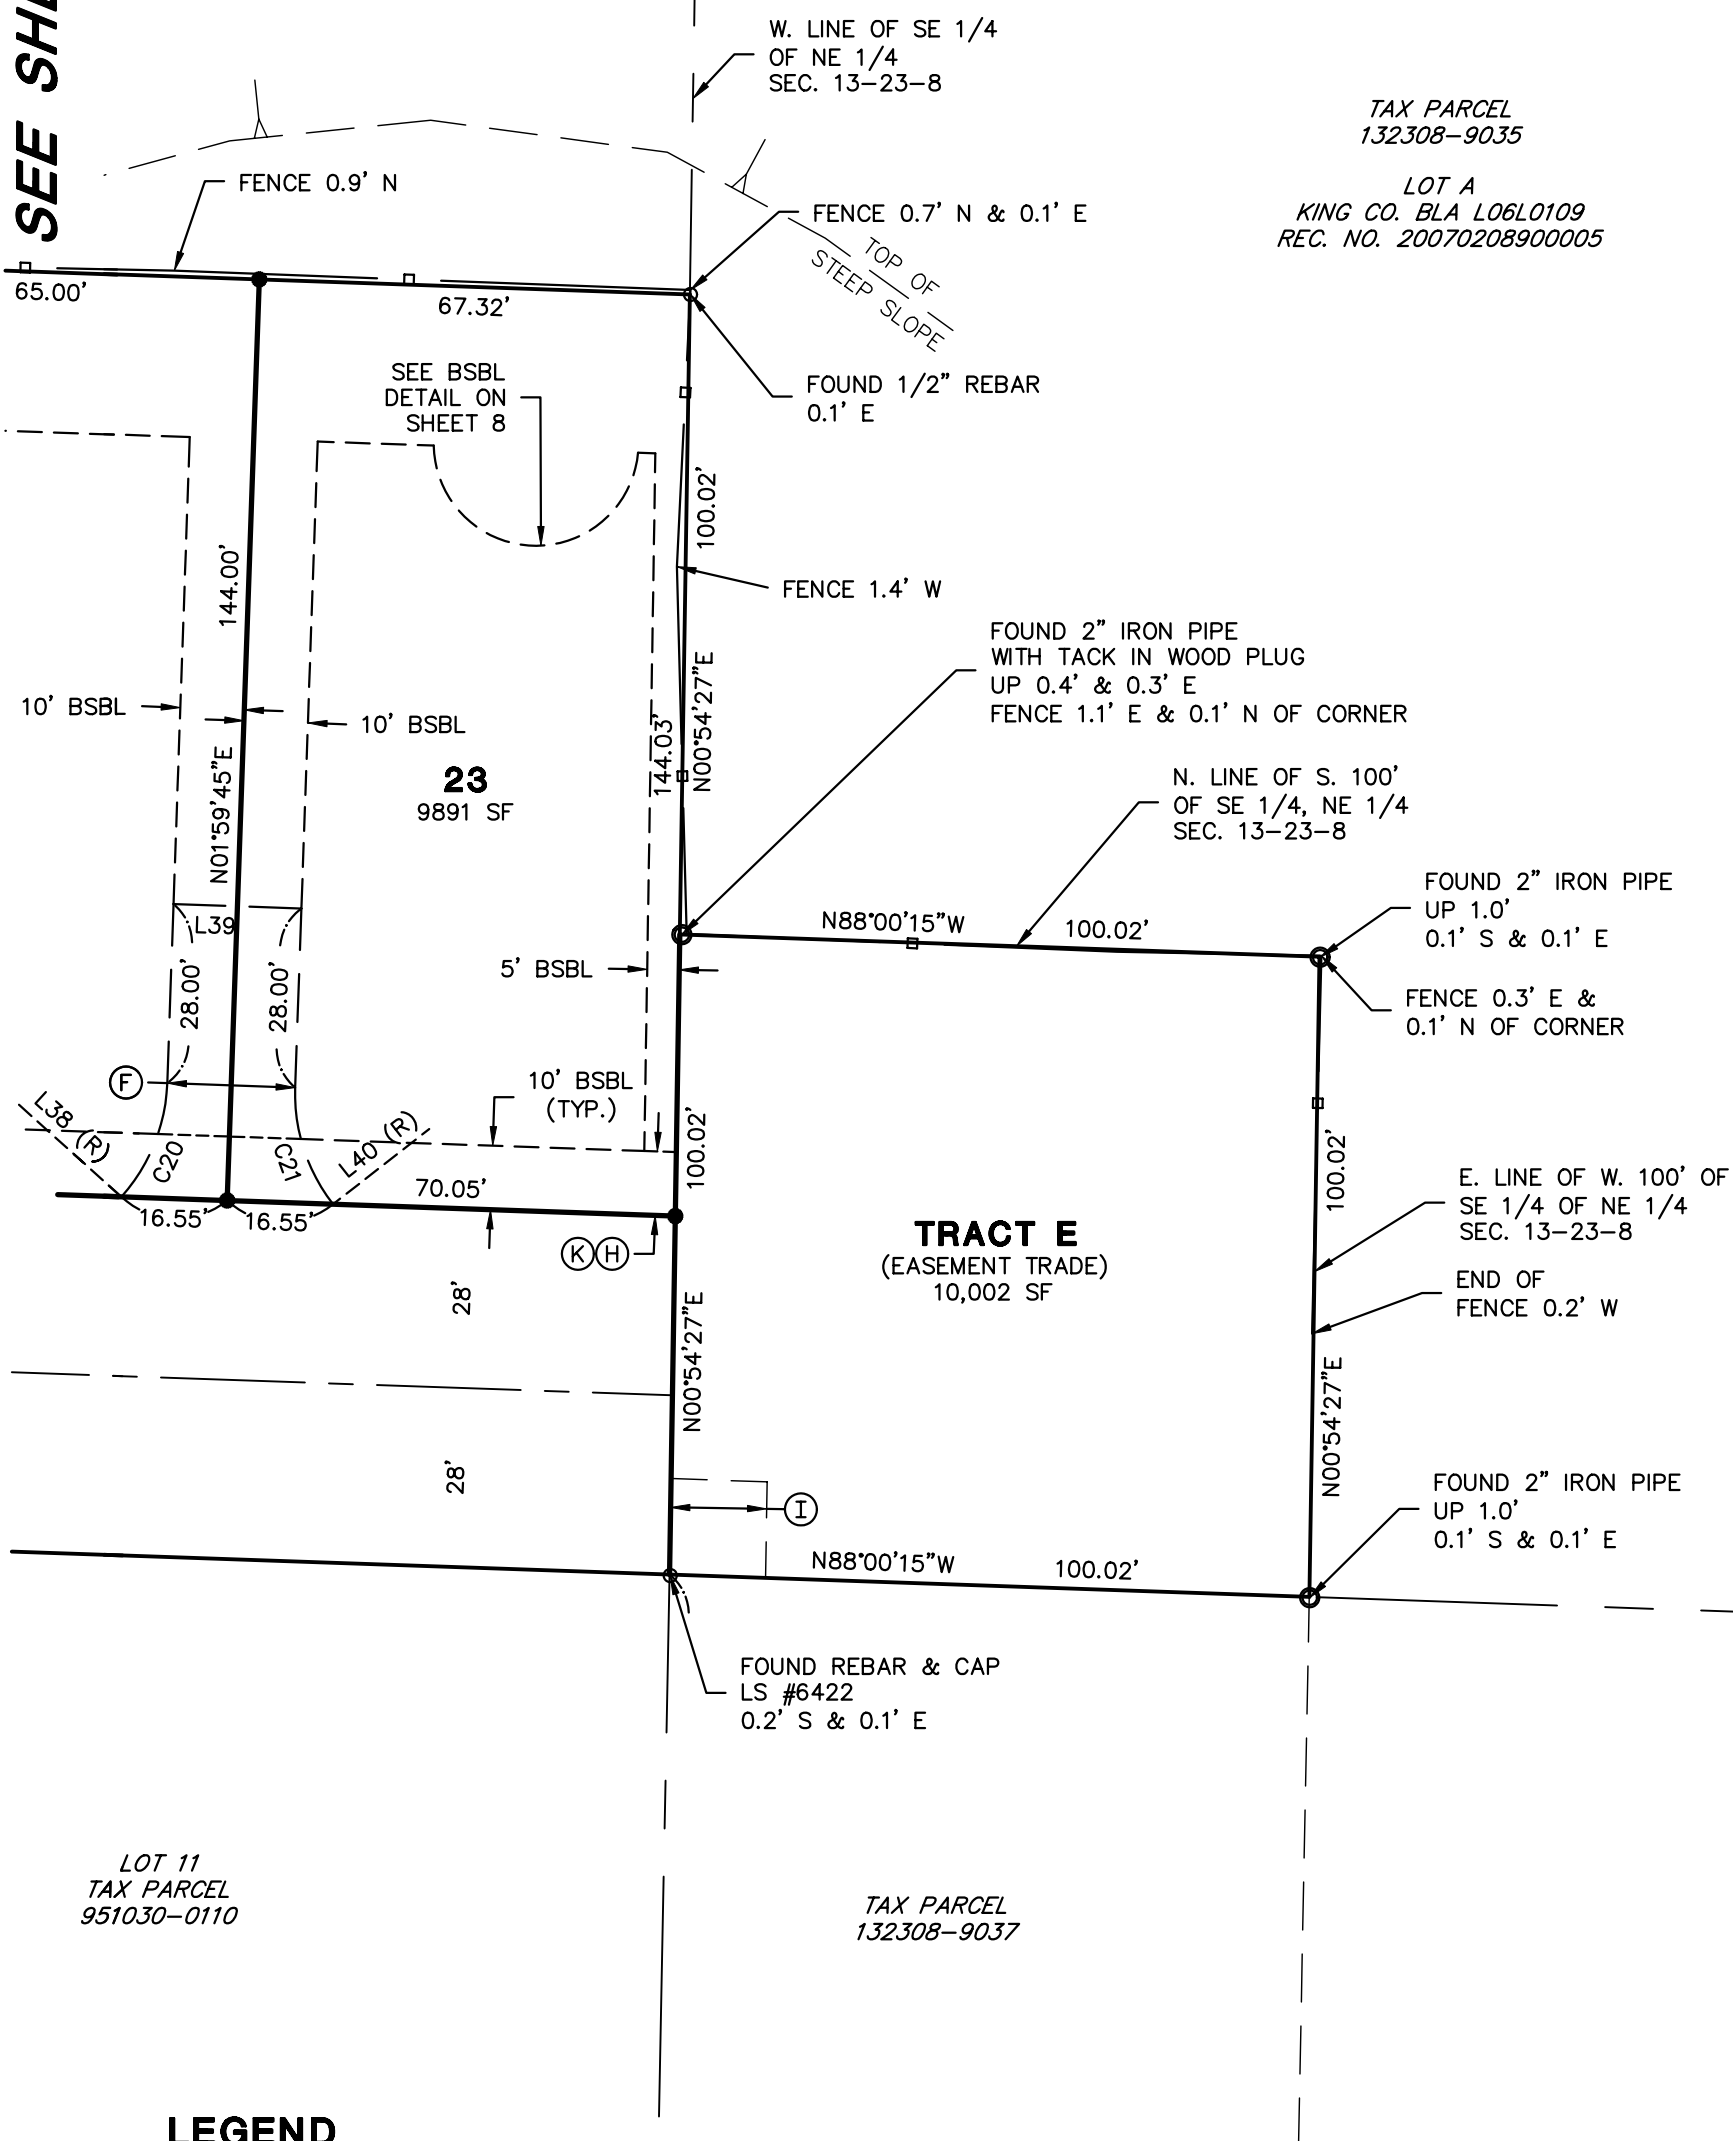 SEE
W. LINE OF SE 1/4
OF NE 1/4
SEC. 13-23-8
TAX PARCEL
132308-9035
LOT A
KING CO. BLA L06L0109
REC. NO. 20070208900005
FENCE 0.9' N
FENCE 0.7' N & 0.1' E
TOP OF
STEEP SLOPE
65.00'
67.32'
SEE BSBL
DETAIL ON
SHEET 8
FOUND 1/2" REBAR
0.1' E
100.02'
144.00'
FENCE 1.4' W
FOUND 2" IRON PIPE
WITH TACK IN WOOD PLUG
UP 0.4' & 0.3' E
FENCE 1.1' E & 0.1' N OF CORNER
N00°54'27"E
144.03'
10' BSBL
10' BSBL
N01°59'45"E
23
9891 SF
N. LINE OF S. 100'
OF SE 1/4, NE 1/4
SEC. 13-23-8
FOUND 2" IRON PIPE
UP 1.0'
0.1' S & 0.1' E
N88°00'15"W
100.02'
L39
5' BSBL
28.00'
28.00'
FENCE 0.3' E &
0.1' N OF CORNER
F
10' BSBL
(TYP.)
L38 (R)
C20
C21
L40 (R)
100.02'
100.02'
70.05'
16.55'
16.55'
K H
E. LINE OF W. 100' OF
SE 1/4 OF NE 1/4
SEC. 13-23-8
TRACT E
(EASEMENT TRADE)
10,002 SF
END OF
FENCE 0.2' W
28'
N00°54'27"E
N00°54'27"E
28'
I
FOUND 2" IRON PIPE
UP 1.0'
0.1' S & 0.1' E
N88°00'15"W
100.02'
FOUND REBAR & CAP
LS #6422
0.2' S & 0.1' E
LOT 11
TAX PARCEL
951030-0110
TAX PARCEL
132308-9037
LEGEND